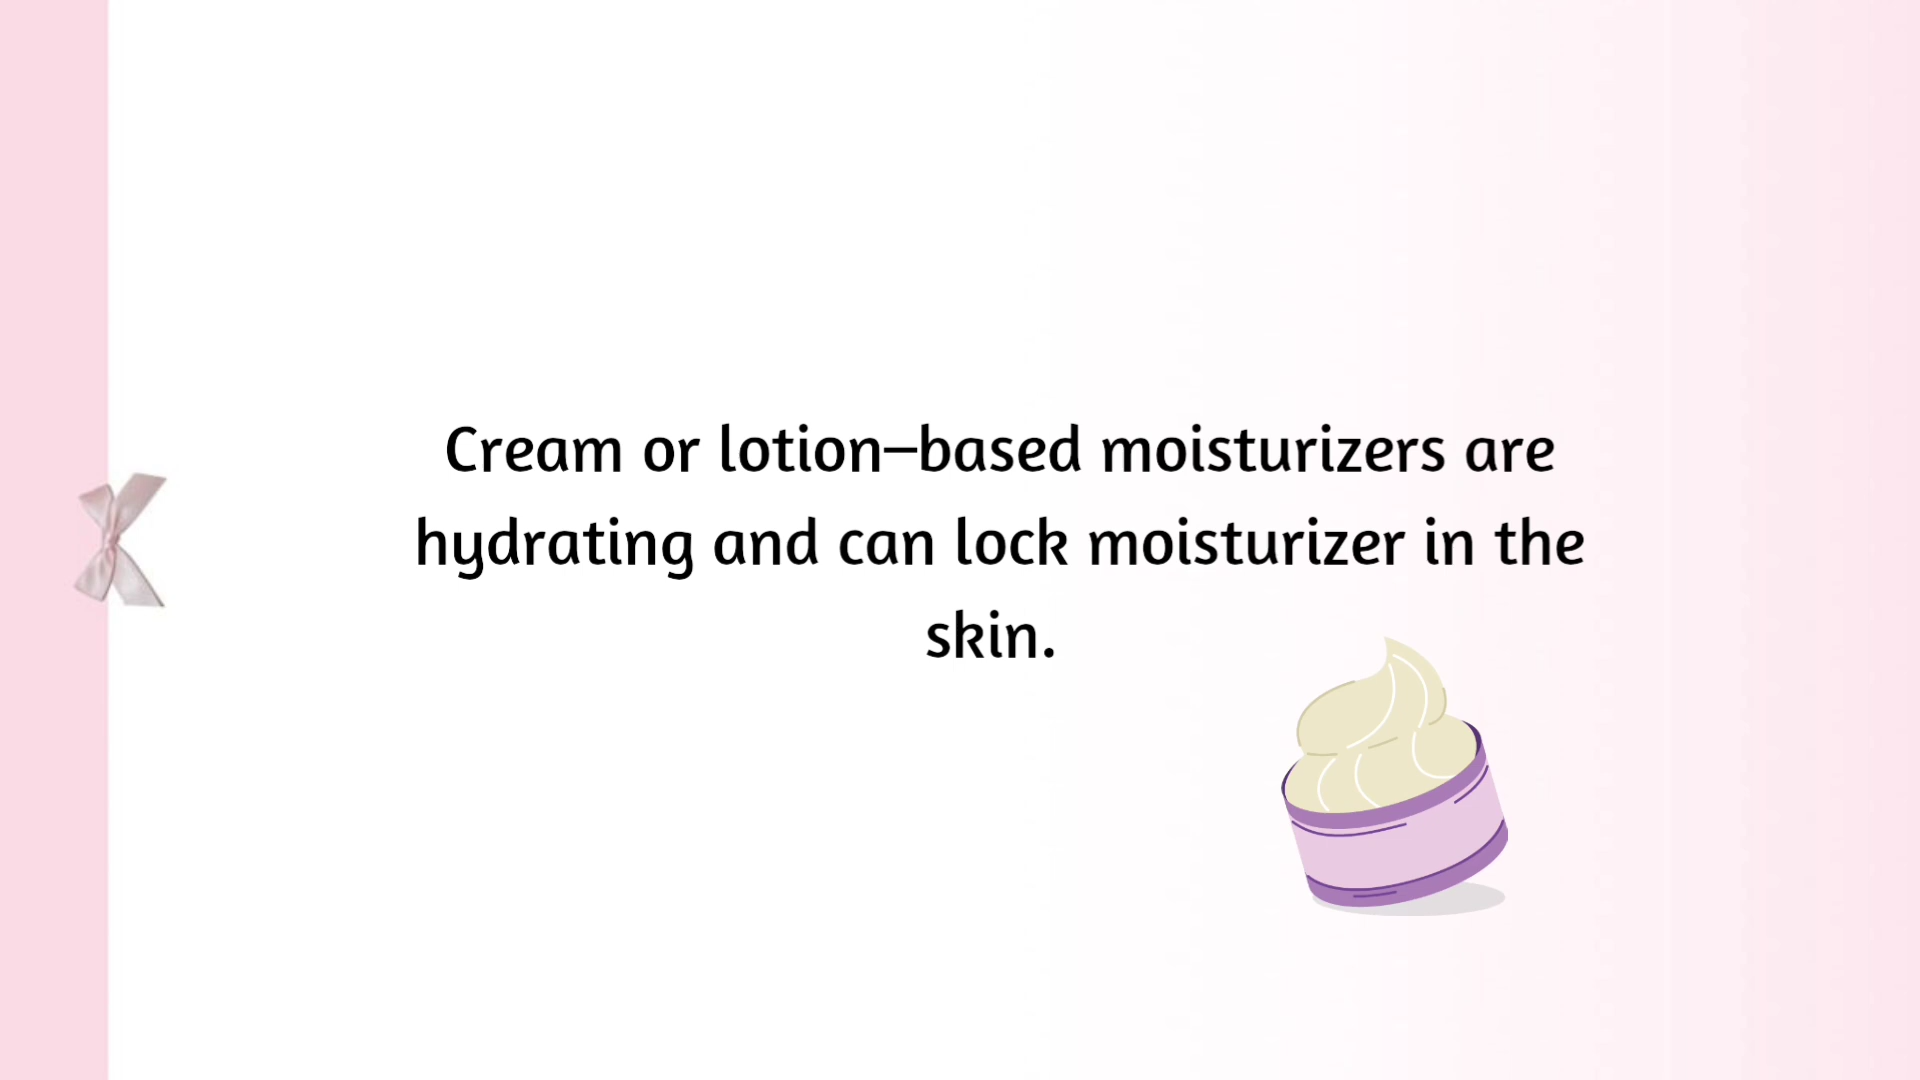 Cream or lotion–based moisturizers are
hydrating and can lock moisturizer in the
skin.